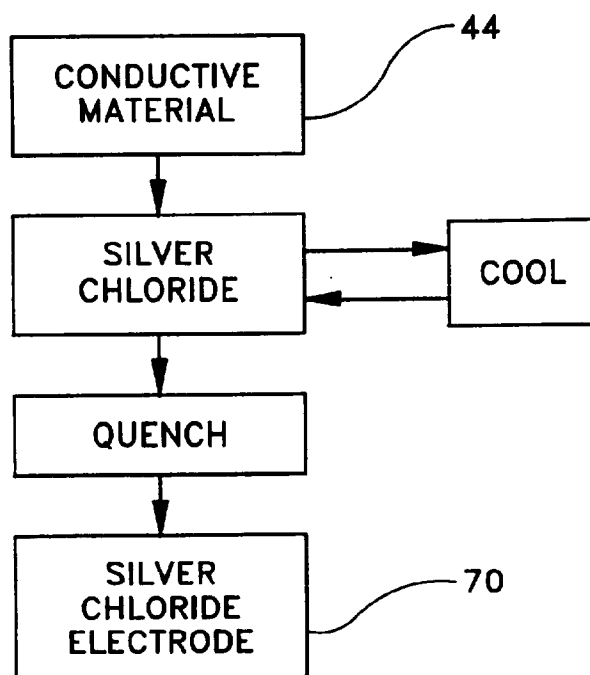 44
CONDUCTIVE
MATERIAL
SILVER
CHLORIDE
COOL
QUENCH
SILVER
CHLORIDE
ELECTRODE
70